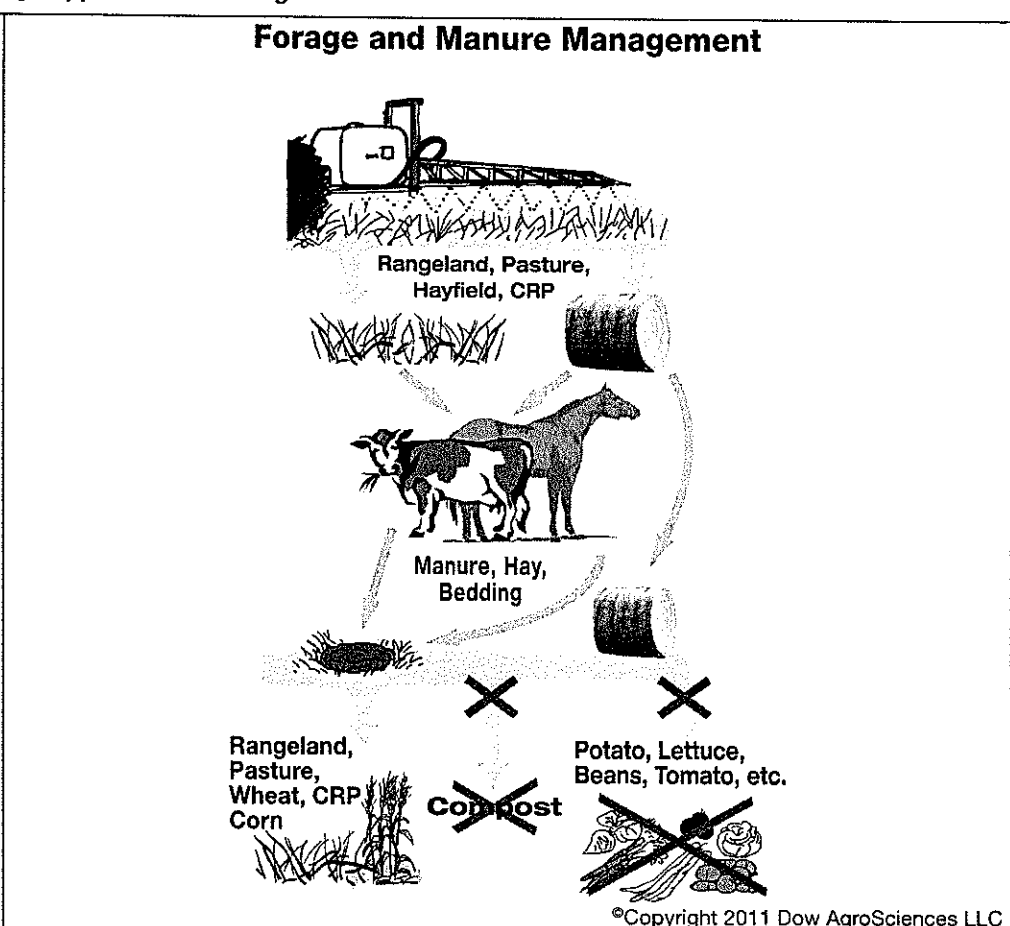 Forage and Manure Management
Rangeland, Pasture,
Hayfield, CRP
Manure, Hay,
Bedding
Rangeland,
Pasture,
Wheat, CRP
Corn
Compost
Potato, Lettuce,
Beans, Tomato, etc.
©Copyright 2011 Dow AgroSciences LLC